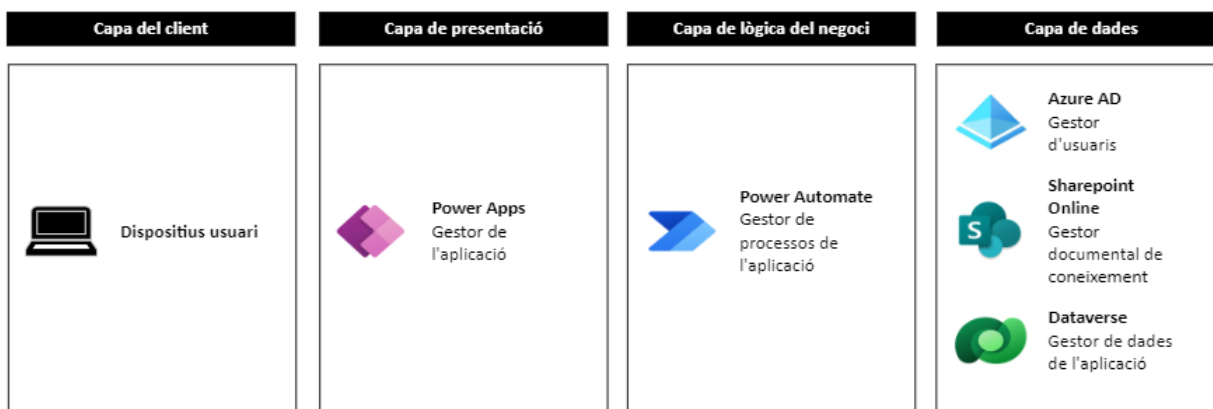 Capa del client
Capa de presentació
Capa de lògica del negoci
Capa de dades
Dispositius usuari
Power Apps
Gestor de
l'aplicació
Power Automate
Gestor de
processos de
l'aplicació
Azure AD
Gestor
d'usuaris
S
Sharepoint
Online
Gestor
documental de
coneixement
Dataverse
Gestor de dades
de l'aplicació